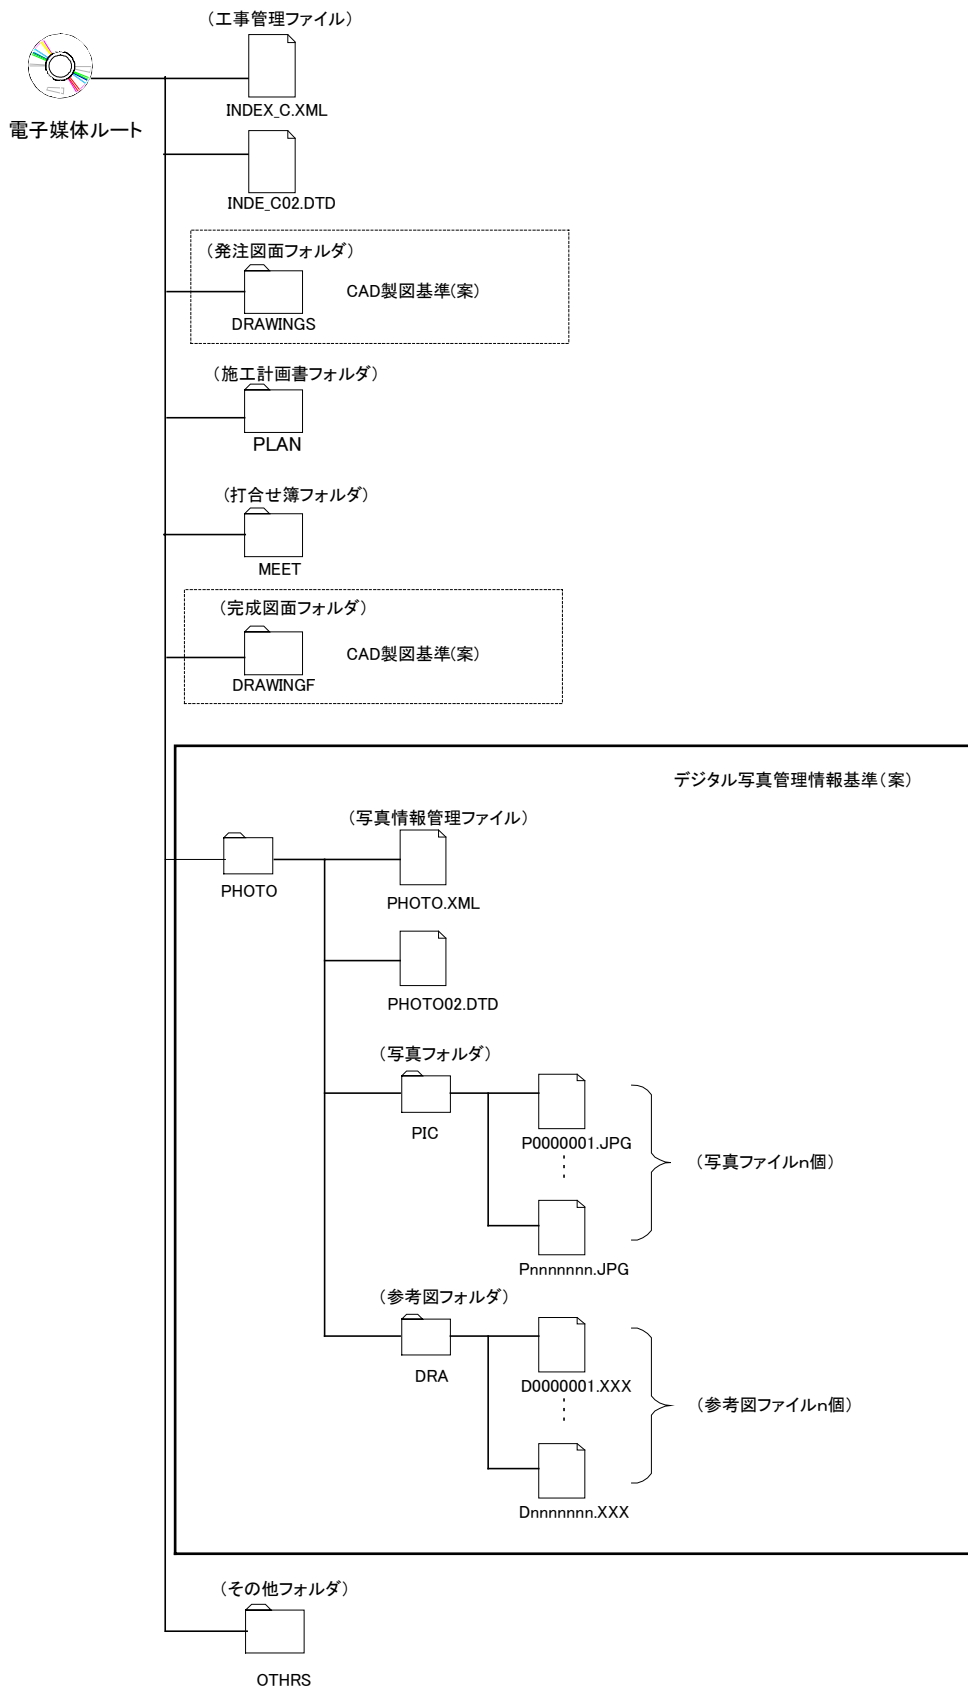 (工事管理ファイル)
INDEX_C.XML
電子媒体ルート
INDE_C02.DTD
(発注図面フォルダ)
CAD製図基準(案)
DRAWINGS
(施工計画書フォルダ)
PLAN
(打合せ簿フォルダ)
MEET
(完成図面フォルダ)
CAD製図基準(案)
DRAWINGF
デジタル写真管理情報基準(案)
(写真情報管理ファイル)
PHOTO
PHOTO.XML
PHOTO02.DTD
(写真フォルダ)
PIC
P0000001.JPG
(写真ファイルn個)
Pnnnnnnn.JPG
(参考図フォルダ)
DRA
D0000001.XXX
(参考図ファイルn個)
Dnnnnnnn.XXX
(その他フォルダ)
OTHRS